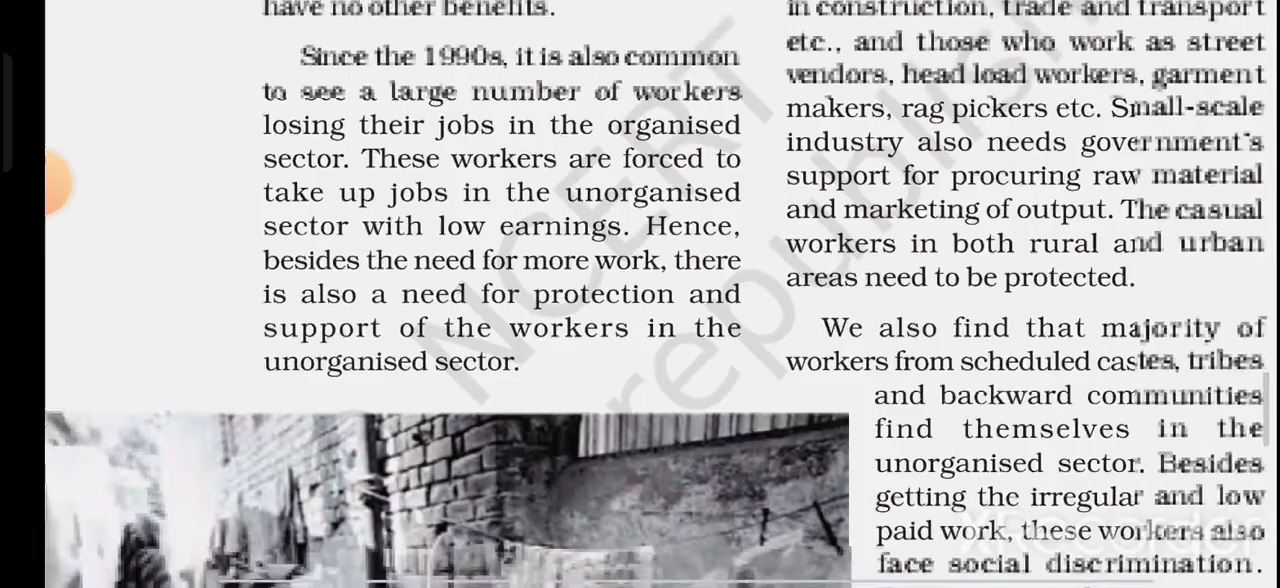 have no other benefits.
Since the 1990s, it is also common
to see a large number of workers
losing their jobs in the organised
sector. These workers are forced to
take up jobs in the unorganised
sector with low earnings. Hence,
besides the need for more work, there
is also a need for protection and
support of the workers in the
unorganised sector.
in construction, trade and transport
etc., and those who work as street
vendors, head load workers, garment
makers, rag pickers etc. Small-scale
industry also needs government's
support for procuring raw material
and marketing of output. The casual
workers in both rural and urban
areas need to be protected.
We also find that majority of
workers from scheduled castes, tribes
and backward communities
find themselves in the
unorganised sector. Besides
getting the irregular and low
paid work, these workers also
face social discrimination.
NCERT
republish
XRecorder